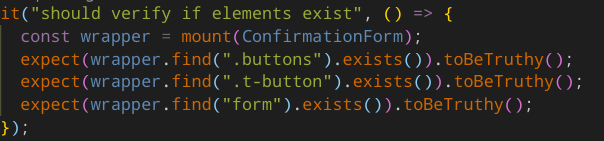 it("should verify if elements exist", () => {
  const wrapper = mount(ConfirmationForm);
  expect(wrapper.find(".buttons").exists()).toBeTruthy();
  expect(wrapper.find(".t-button").exists()).toBeTruthy();
  expect(wrapper.find("form").exists()).toBeTruthy();
});